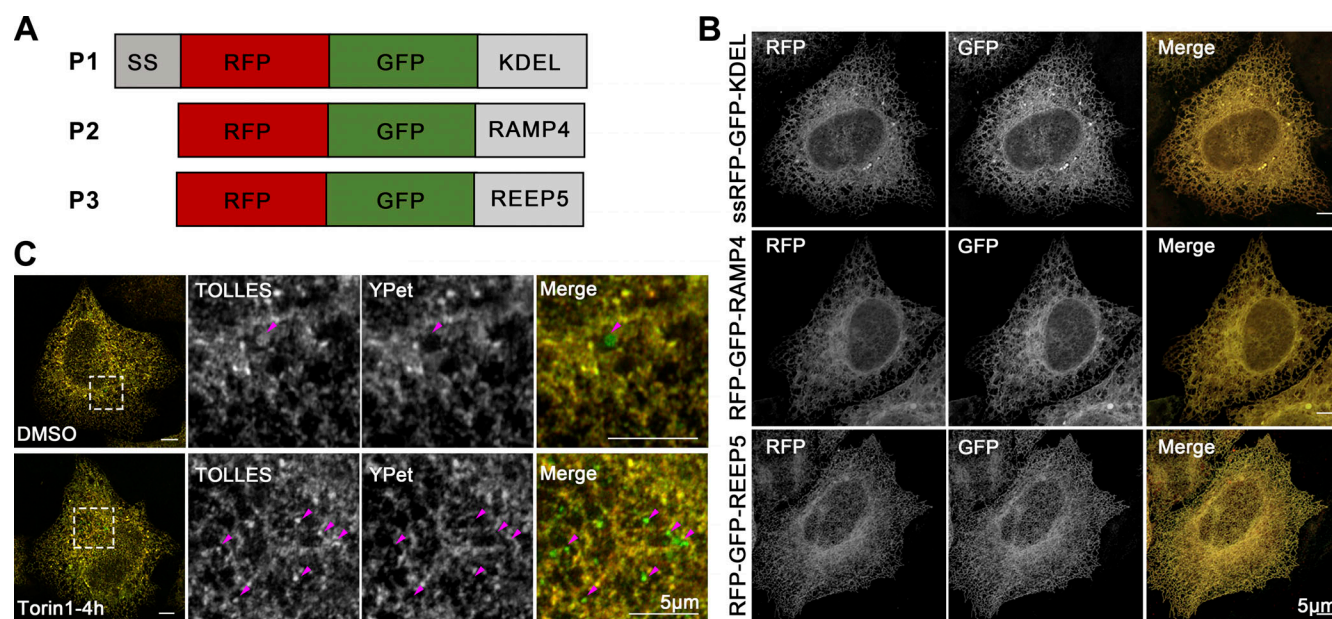 A
P1 SS RFP GFP KDEL
P2 RFP GFP RAMP4
P3 RFP GFP REEP5
B
ssRFP-GFP-KDEL
RFP GFP Merge
RFP-GFP-RAMP4
RFP GFP Merge
RFP-GFP-REEP5
RFP GFP Merge
5µm
C
TOLLES YPet Merge
DMSO
TOLLES YPet Merge
Torin1-4h
5µm